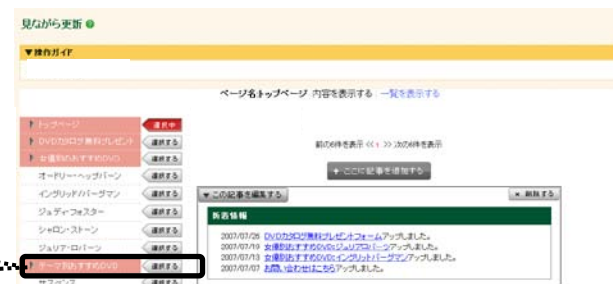 見ながら更新
▼操作ガイド
ページ名トップページ 内容を表示する 一覧を表示する
トップページ 選択中
DVDカタログ無料プレゼント 選択する
女優別おすすめDVD 選択する
オードリー・ヘップバーン 選択する
イングリッドバーグマン 選択する
ジョディ・フォスター 選択する
シャロン・ストーン 選択する
ジュリア・ロバーツ 選択する
テーマ別おすすめDVD 選択する
サスペンス 選択する
前の6件を表示 << 1 >> 次の6件を表示
+ ここに記事を追加する
▼この記事を編集する
× 削除する
新着情報
2007/07/26 DVDカタログ無料プレゼントフォームアップしました。
2007/07/19 女優別おすすめDVD:ジュリアロバーツアップしました。
2007/07/13 女優別おすすめDVD:イングリットバーグマンアップしました。
2007/07/07 お問い合わせはこちらアップしました。